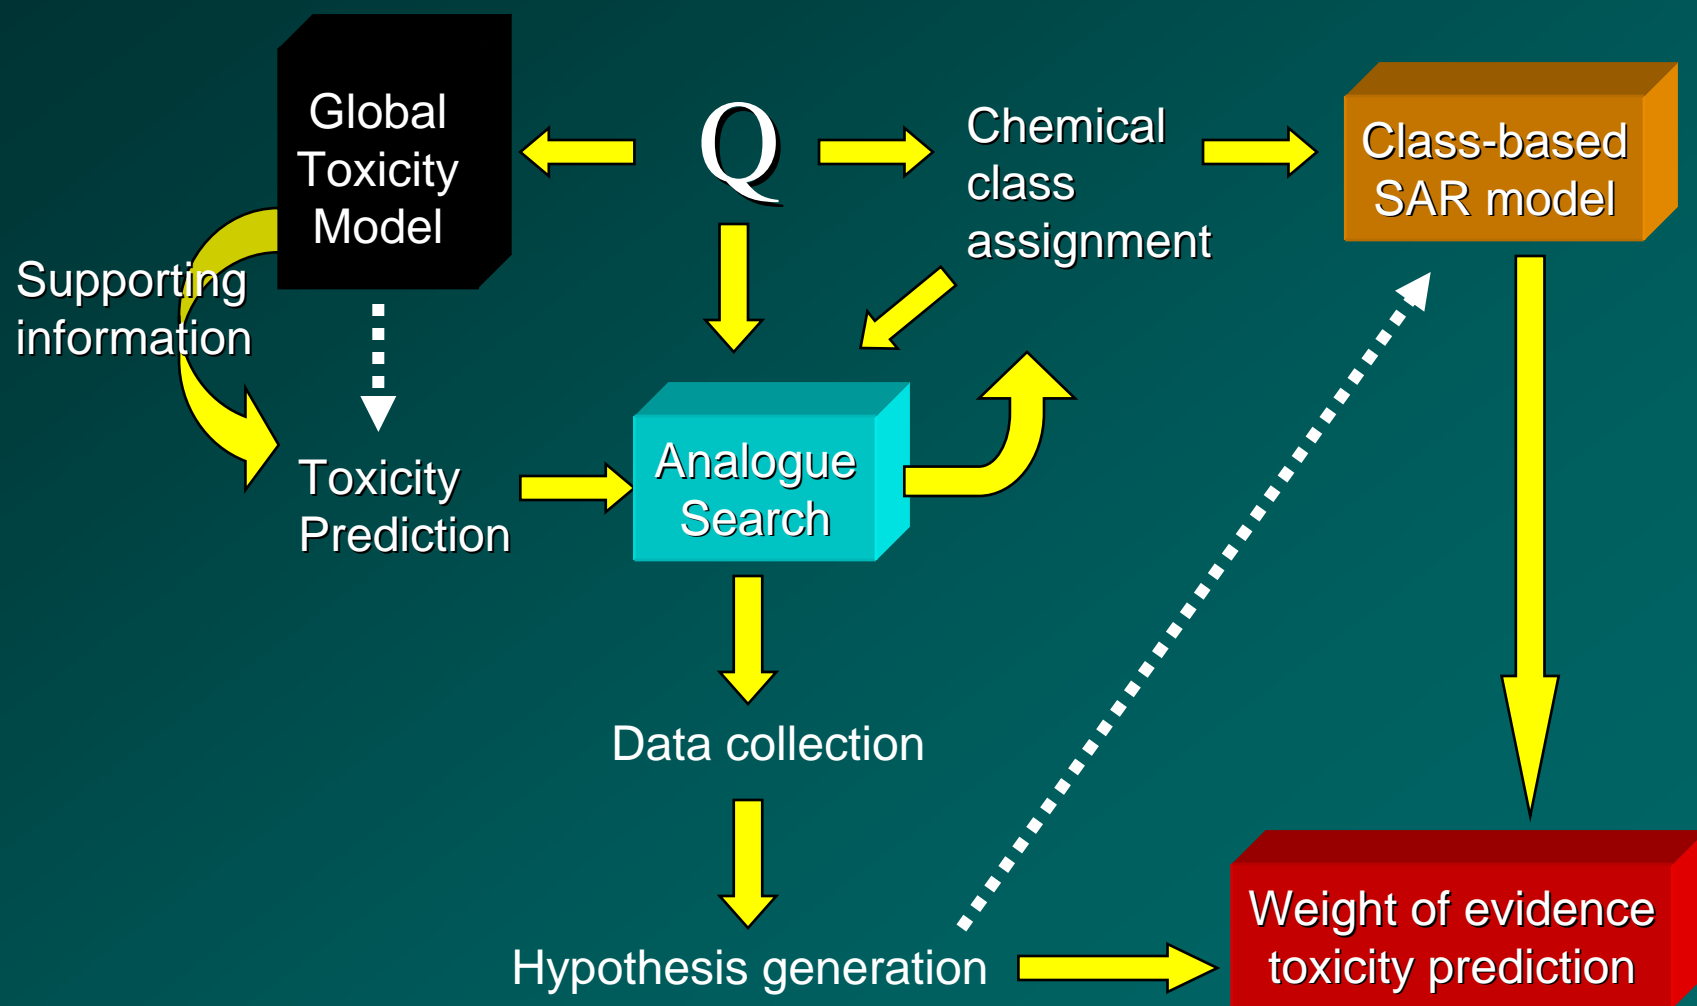 Global
Toxicity
Model
Q
Chemical
class
assignment
Class-based
SAR model
Supporting
information
Toxicity
Prediction
Analogue
Search
Data collection
Hypothesis generation
Weight of evidence
toxicity prediction